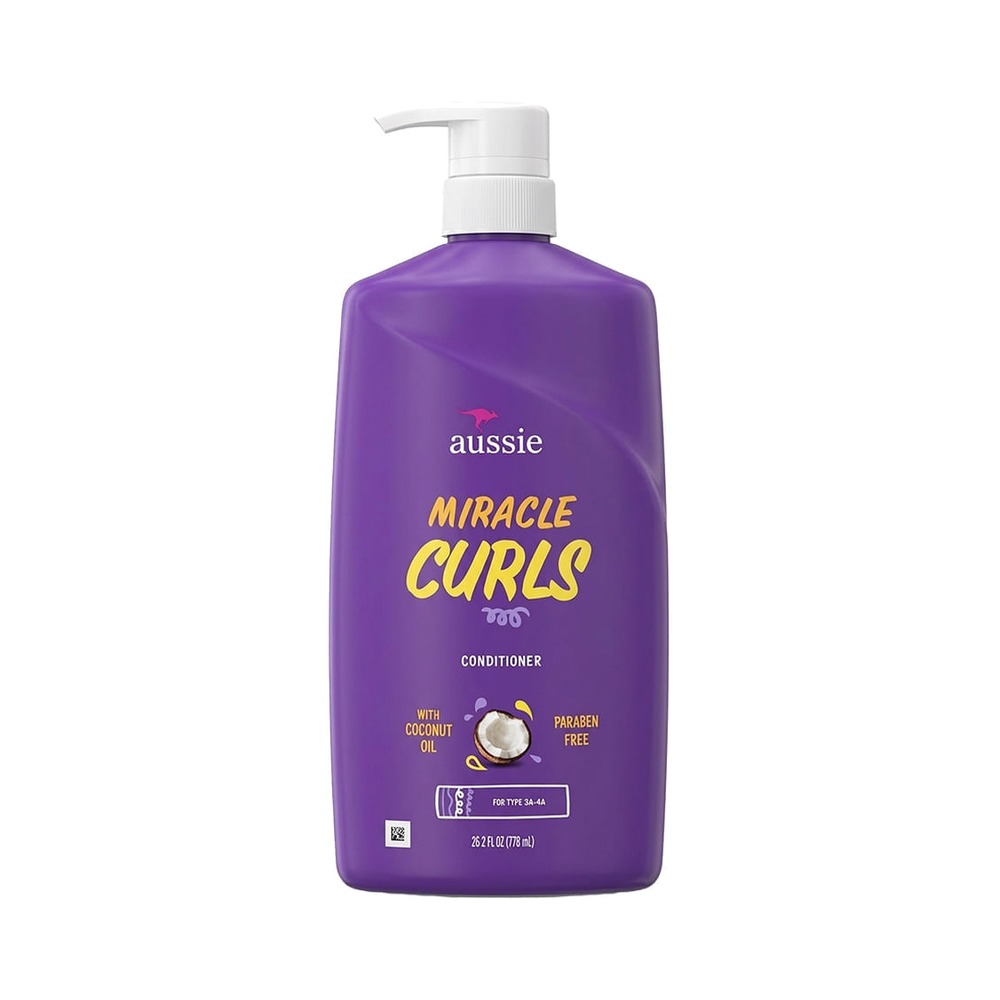 aussie
MIRACLE
CURLS
CONDITIONER
WITH
COCONUT
OIL
PARABEN
FREE
FOR TYPE 3A-4A
26 2 FL OZ (778 mL)